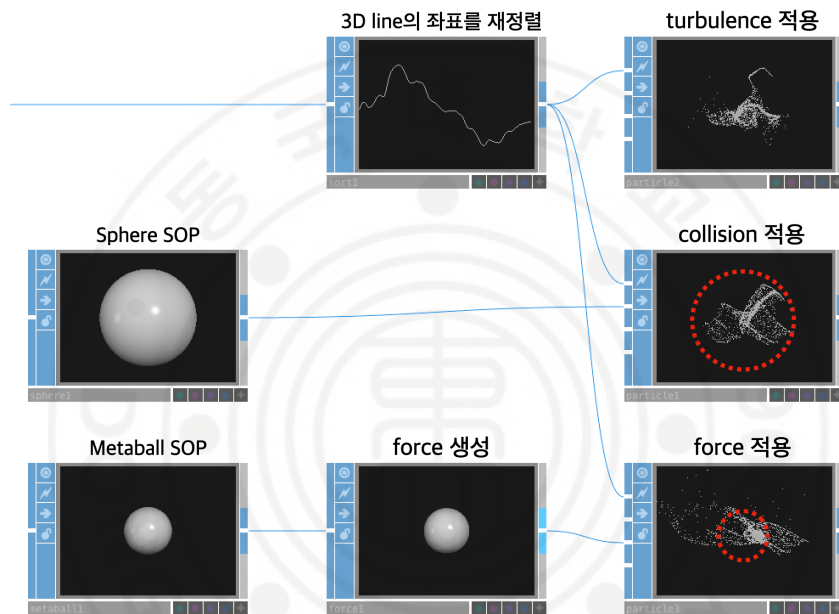 3D line의 좌표를 재정렬
turbulence 적용
sort1
particle2
Sphere SOP
collision 적용
sphere1
particle1
Metaball SOP
force 생성
force 적용
metaball1
force1
particle3